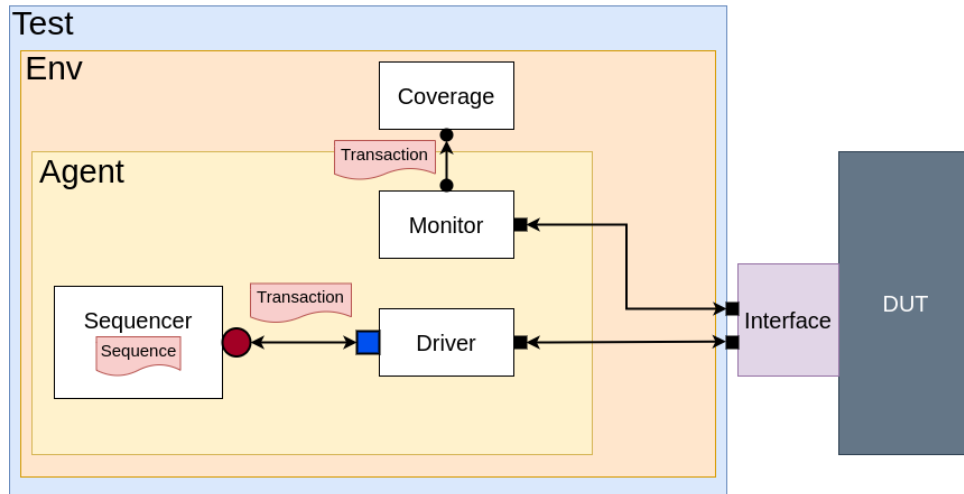 Test
Env
Coverage
Transaction
Agent
Monitor
Transaction
Sequencer
Sequence
Driver
Interface
DUT